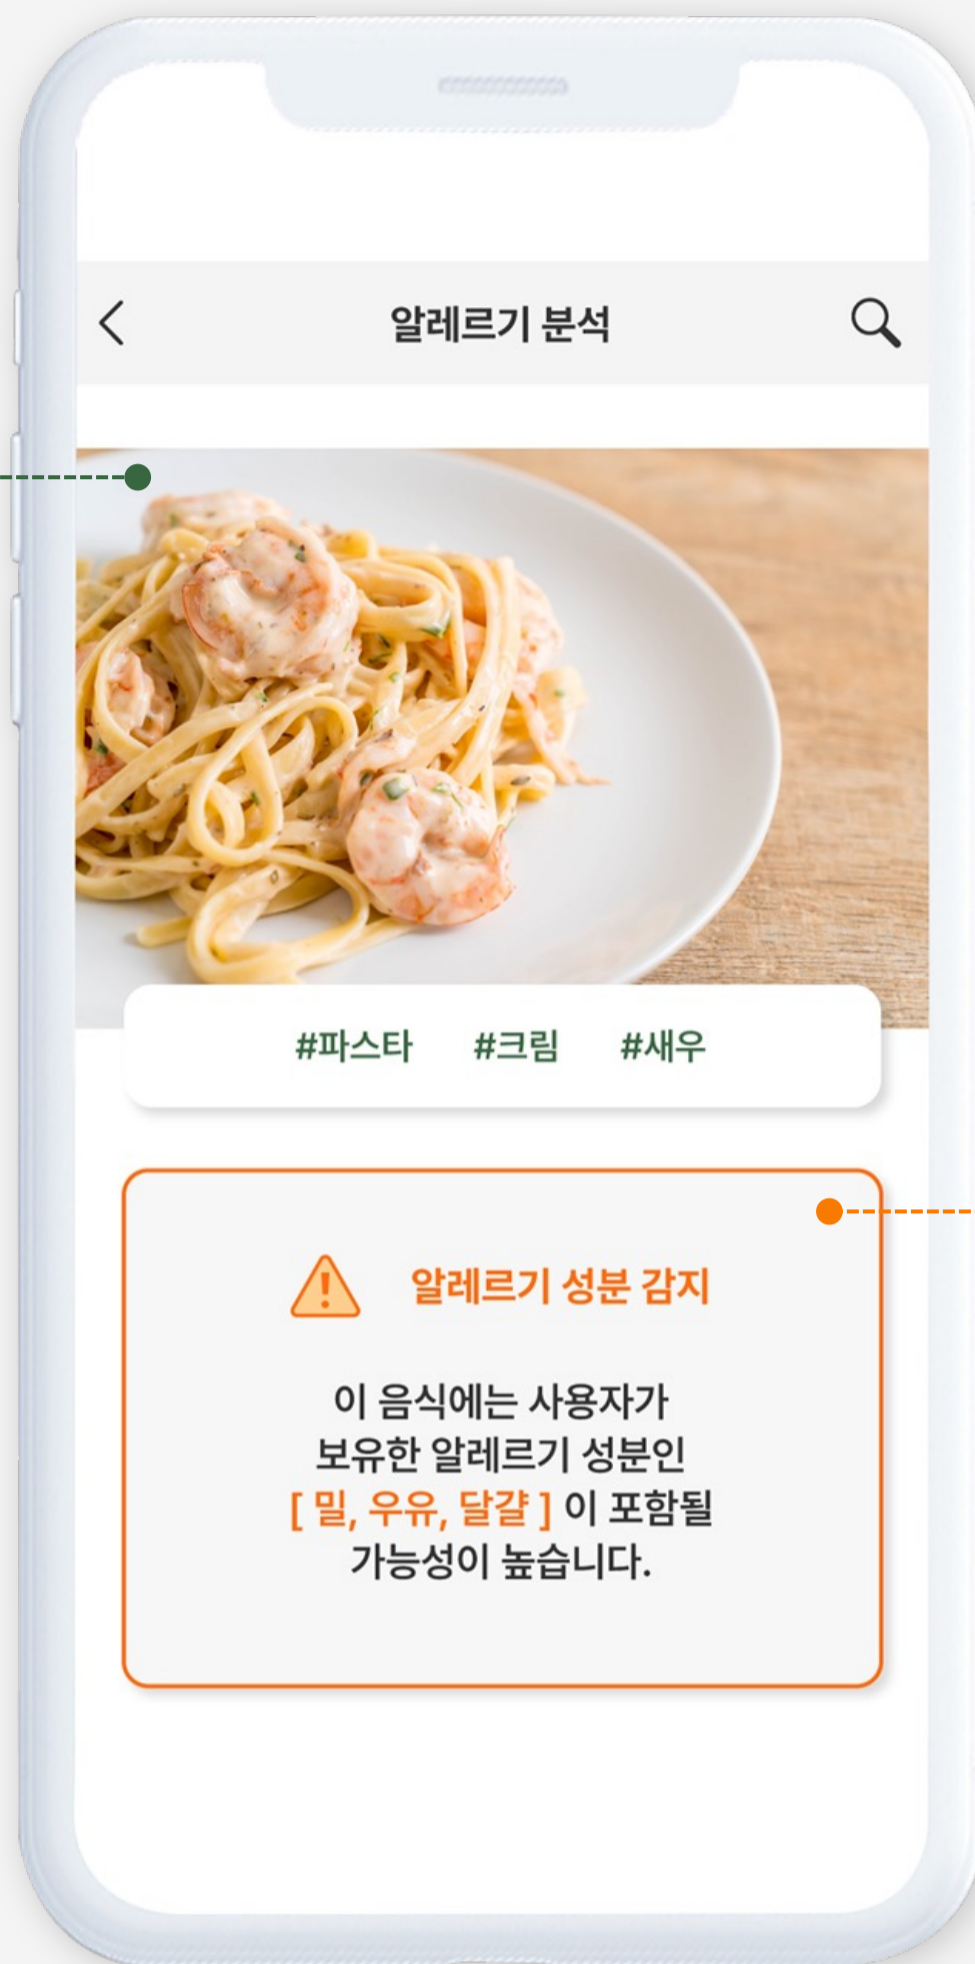 알레르기 분석
#파스타 #크림 #새우
알레르기 성분 감지
이 음식에는 사용자가
보유한 알레르기 성분인
[ 밀, 우유, 달걀 ] 이 포함될
가능성이 높습니다.